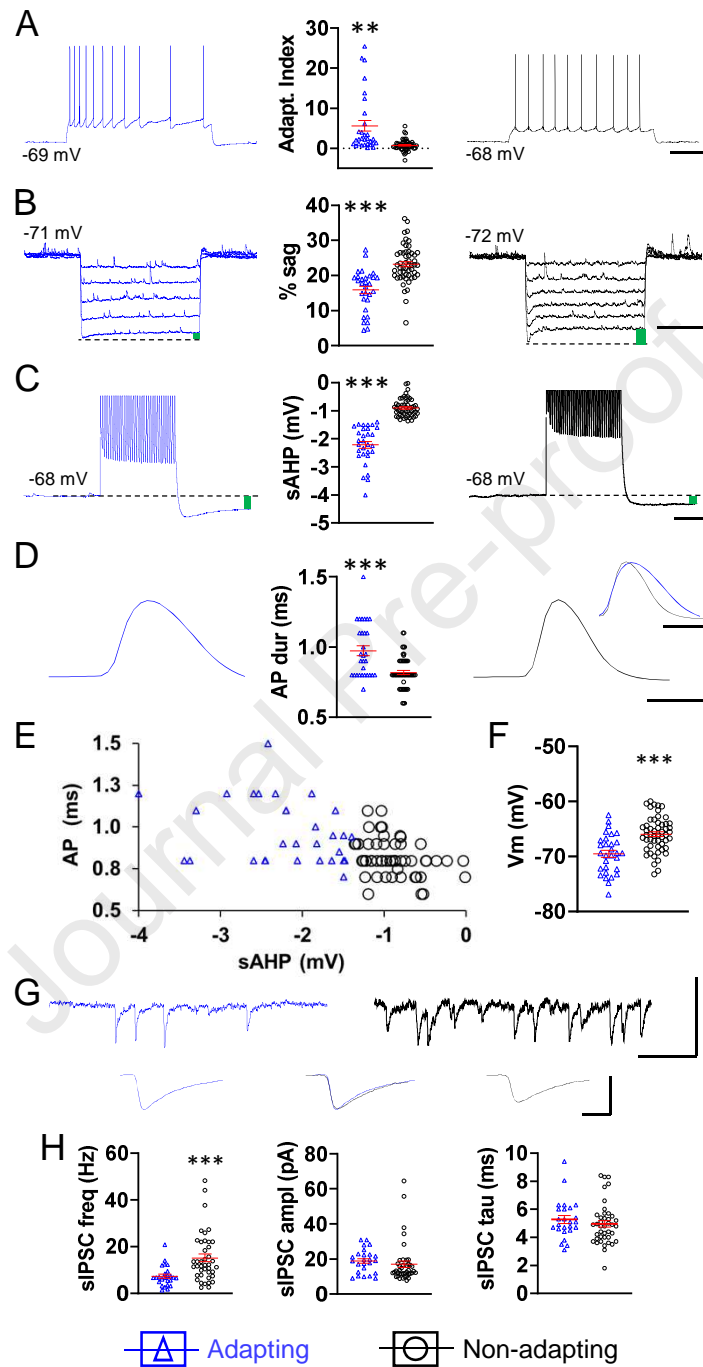 A
**
30
20
10
0
Adapt. Index
-69 mV
-68 mV
B
-71 mV
***
40
30
20
10
0
% sag
-72 mV
C
***
0
-1
-2
-3
-4
-5
sAHP (mV)
-68 mV
-68 mV
D
***
1.5
1.0
0.5
AP dur (ms)
E
1.5
1.3
1.0
0.8
0.5
AP (ms)
-4
-3
-2
-1
0
sAHP (mV)
F
-50
-60
-70
-80
Vm (mV)
***
G
H
60
40
20
0
sIPSC freq (Hz)
***
80
60
40
20
0
sIPSC ampl (pA)
10
8
6
4
2
0
sIPSC tau (ms)
Adapting
Non-adapting
Journal Pre-proof